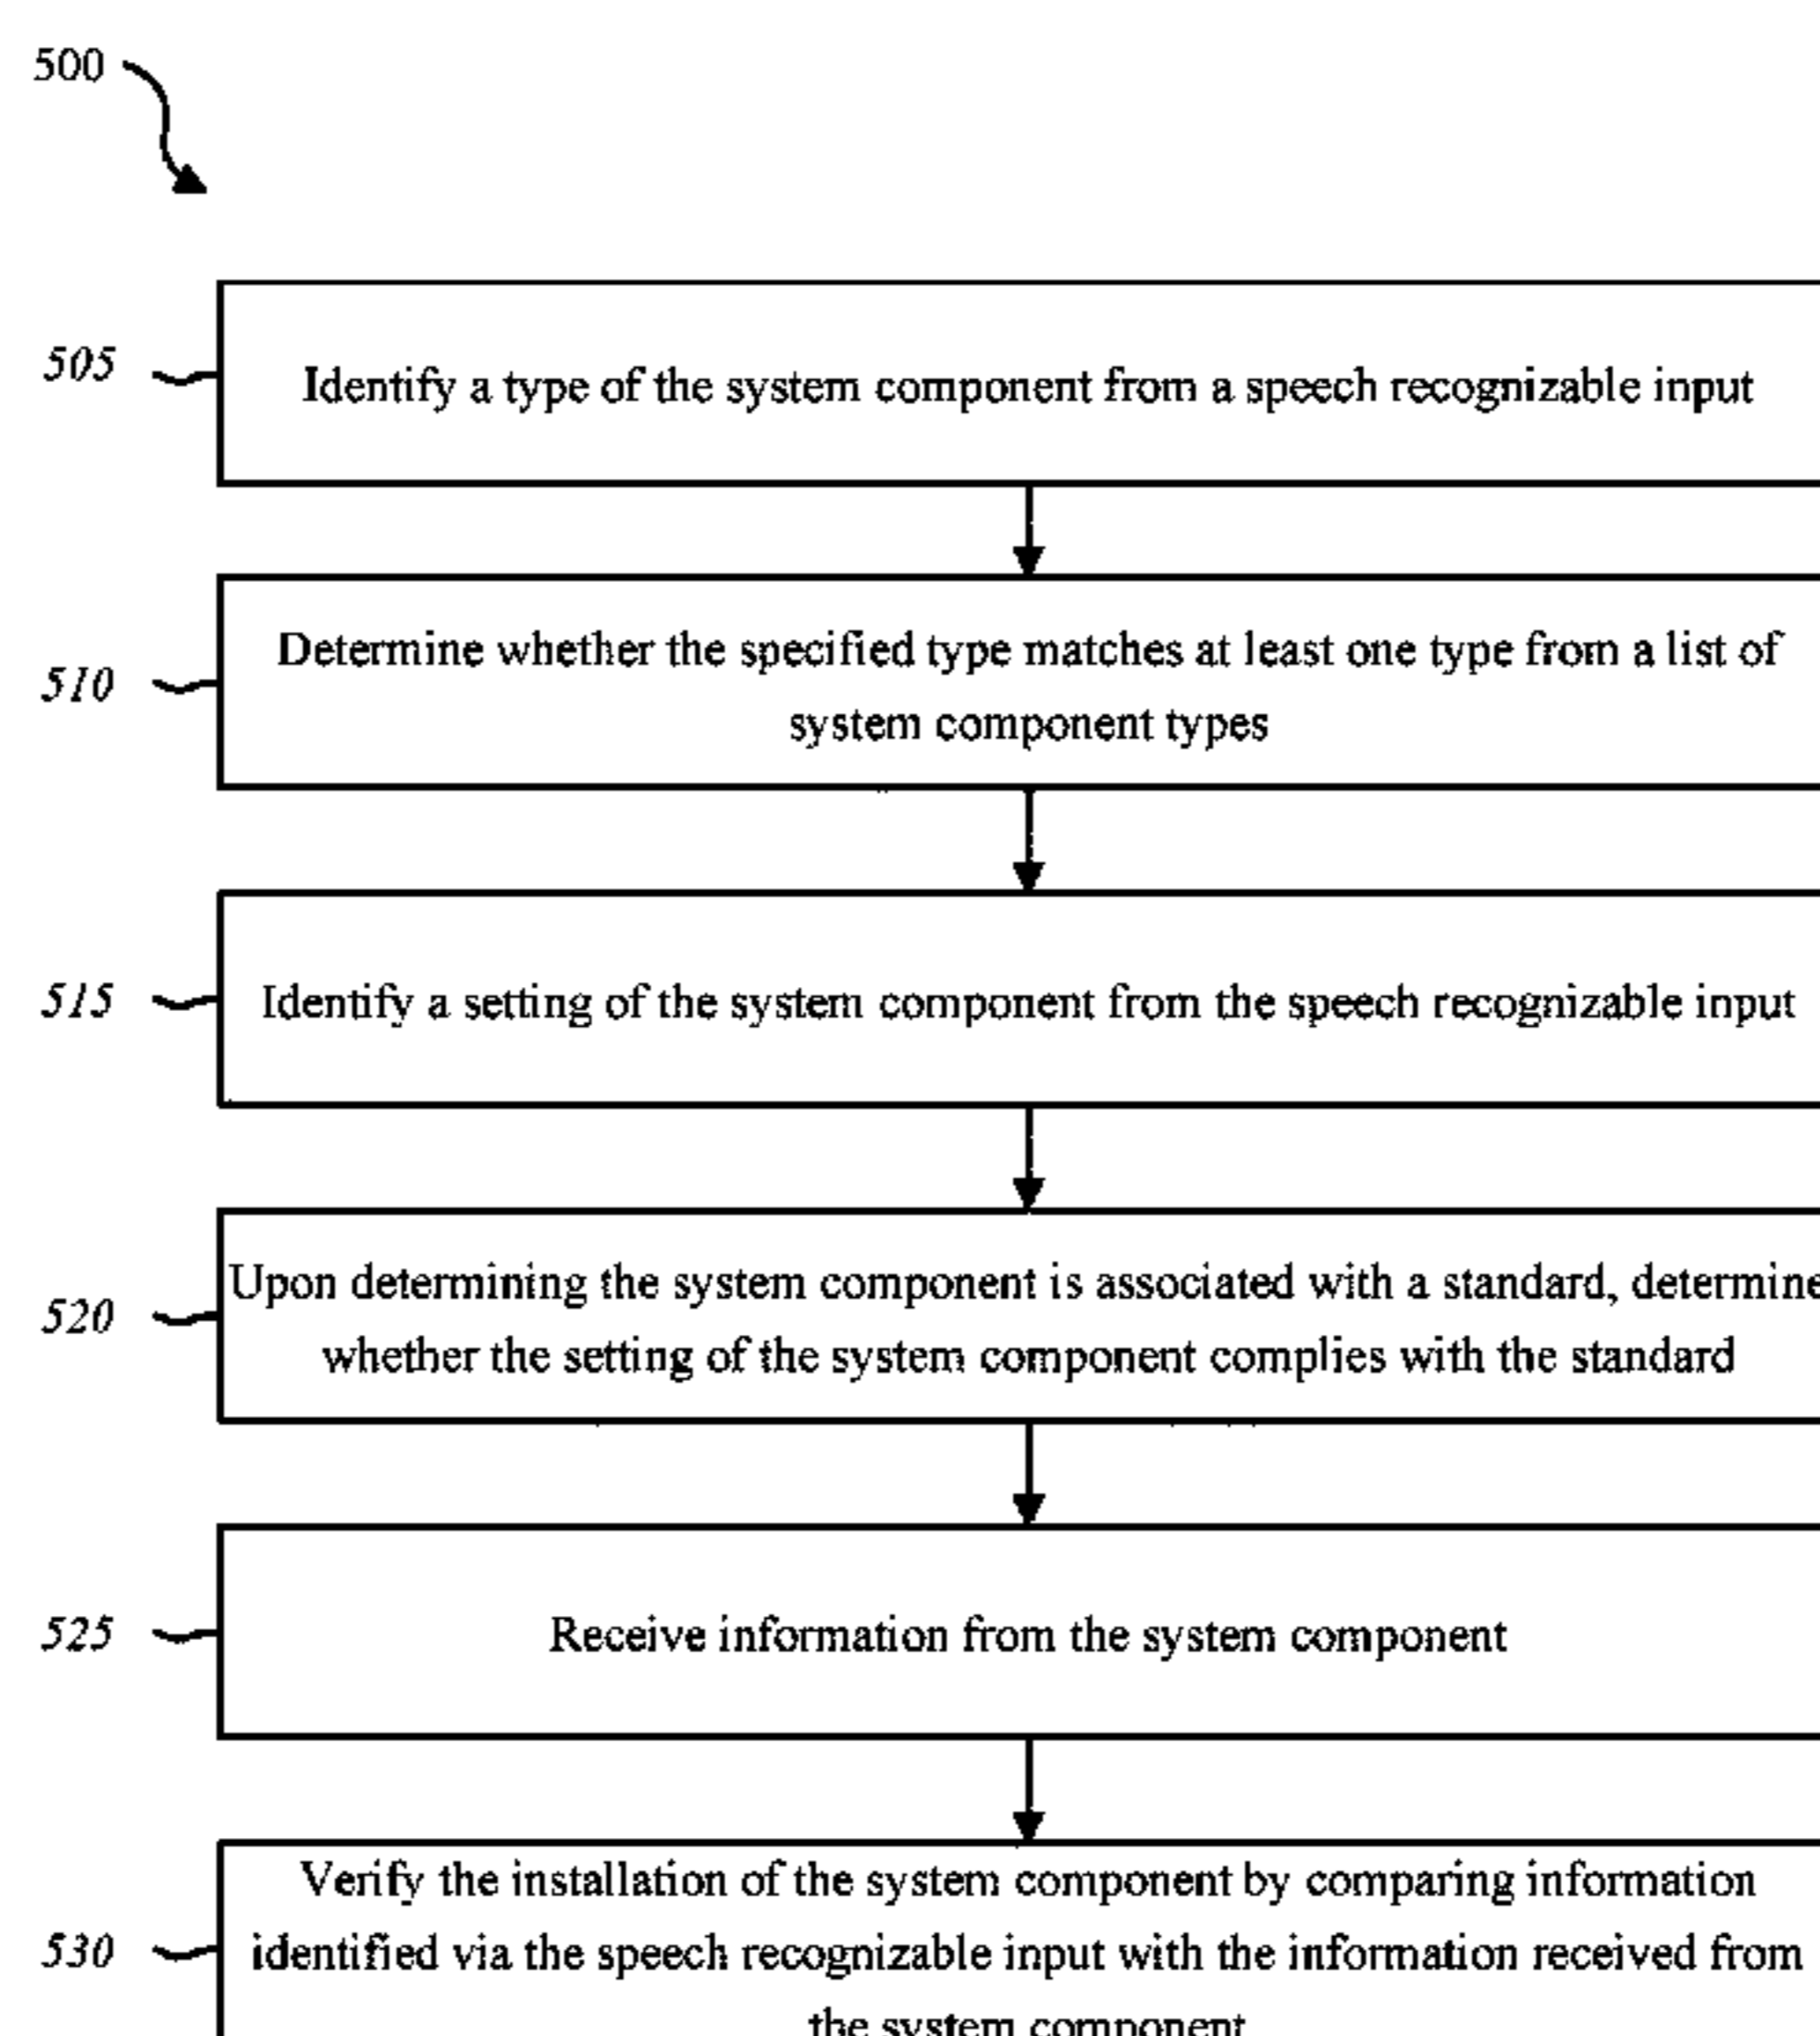 500
505
Identify a type of the system component from a speech recognizable input
510
Determine whether the specified type matches at least one type from a list of
system component types
515
Identify a setting of the system component from the speech recognizable input
520
Upon determining the system component is associated with a standard, determine
whether the setting of the system component complies with the standard
525
Receive information from the system component
530
Verify the installation of the system component by comparing information
identified via the speech recognizable input with the information received from
the system component